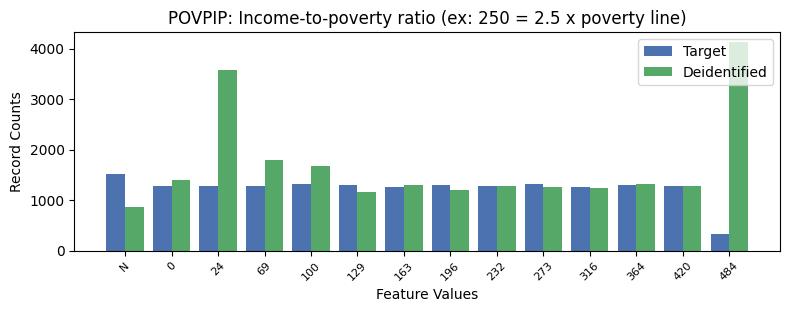 POVPIP: Income-to-poverty ratio (ex: 250 = 2.5 x poverty line)
Target
Deidentified
Record Counts
4000
3000
2000
1000
0
N 0 24 69 100 129 163 196 232 273 316 364 420 484
Feature Values